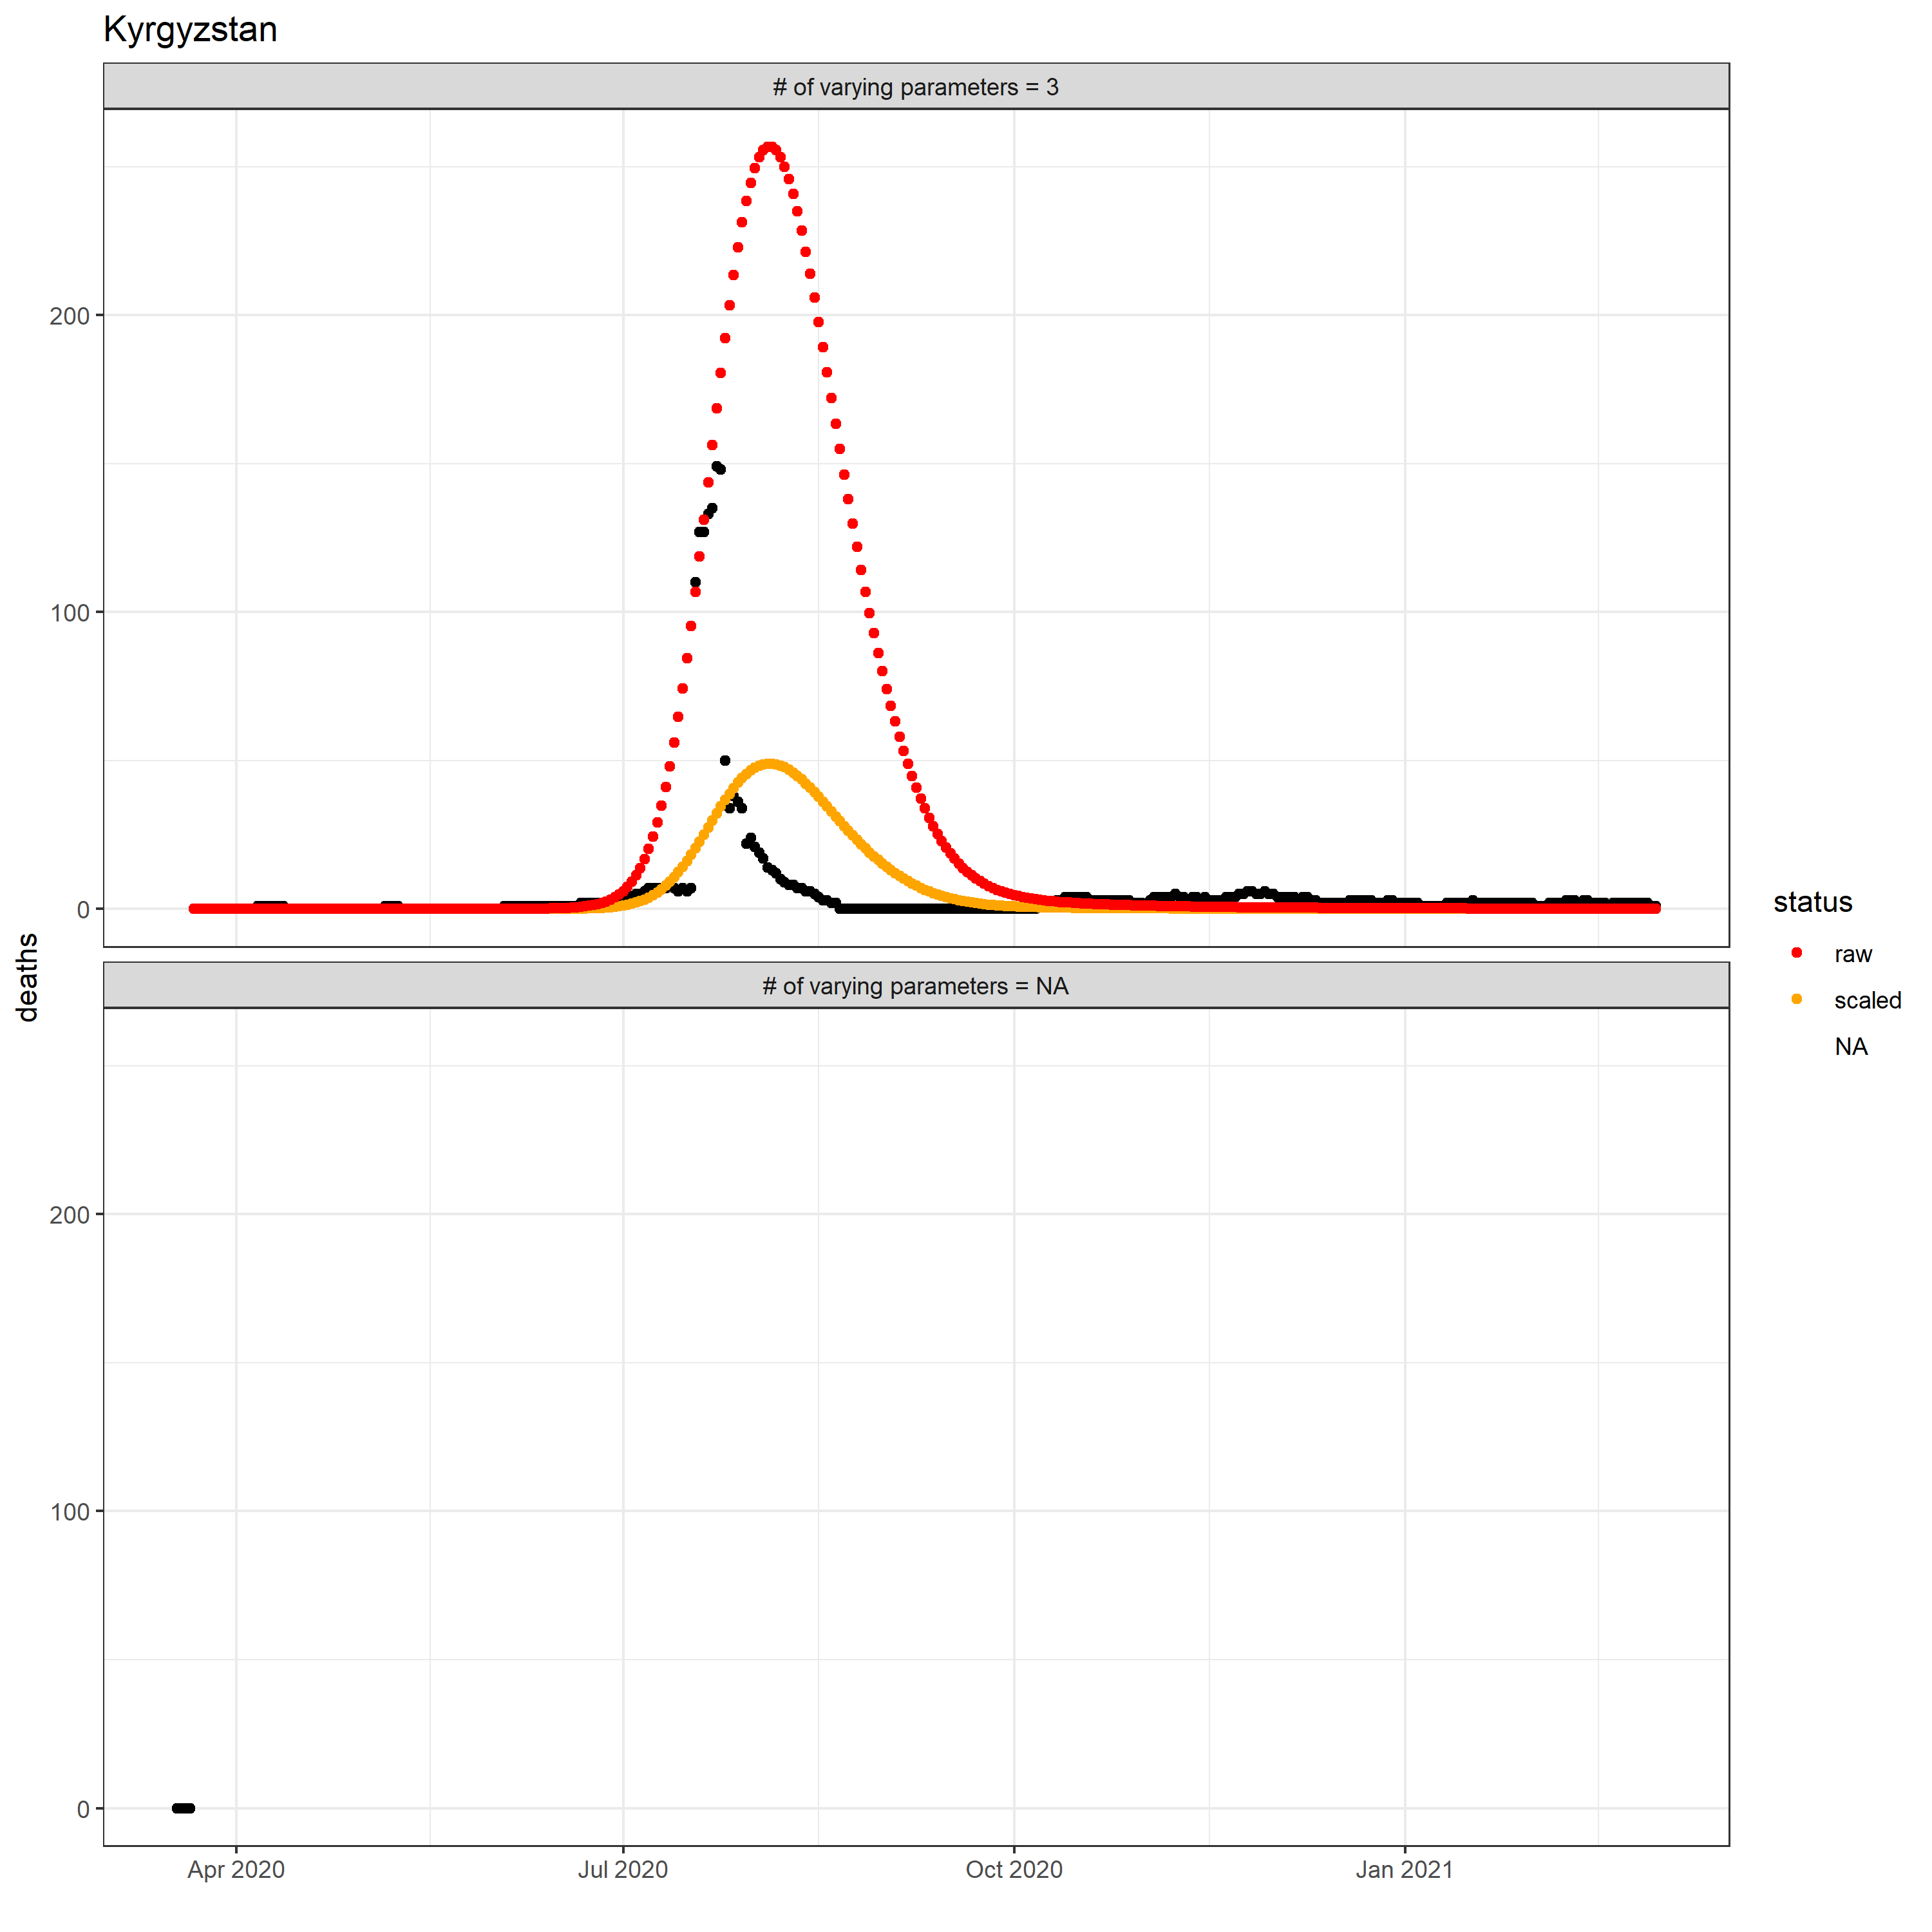 Kyrgyzstan
# of varying parameters = 3
200
100
0
# of varying parameters = NA
200
100
0
Apr 2020
Jul 2020
Oct 2020
Jan 2021
deaths
status
raw
scaled
NA